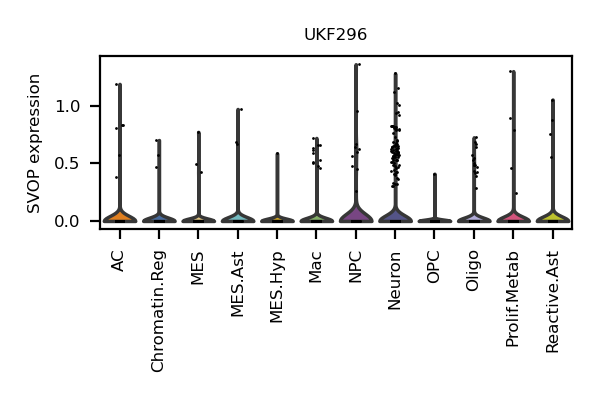 UKF296
SVOP expression
1.0
0.5
0.0
AC
Chromatin.Reg
MES
MES.Ast
MES.Hyp
Mac
NPC
Neuron
OPC
Oligo
Prolif.Metab
Reactive.Ast